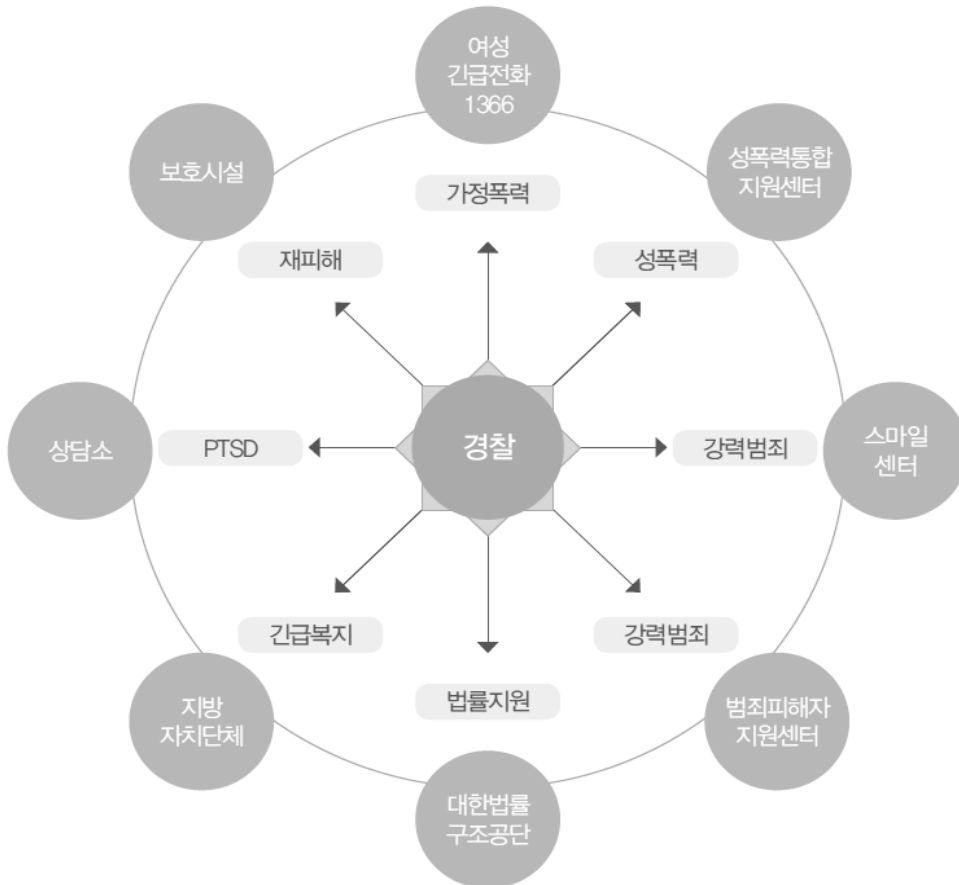 여성
긴급전화
1366
보호시설
성폭력통합
지원센터
가정폭력
재피해
성폭력
상담소
PTSD
경찰
강력범죄
스마일
센터
긴급복지
강력범죄
지방
자치단체
법률지원
범죄피해자
지원센터
대한법률
구조공단